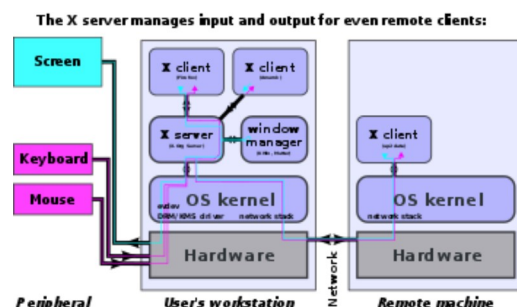 The X server manages input and output for even remote clients:
Screen
Keyboard
Mouse
X client
X client
X server
window
manager
OS kernel
evdev
DRM/KMS driver
network stack
Hardware
Network
X client
OS kernel
network stack
Hardware
Peripheral
User's workstation
Remote machine